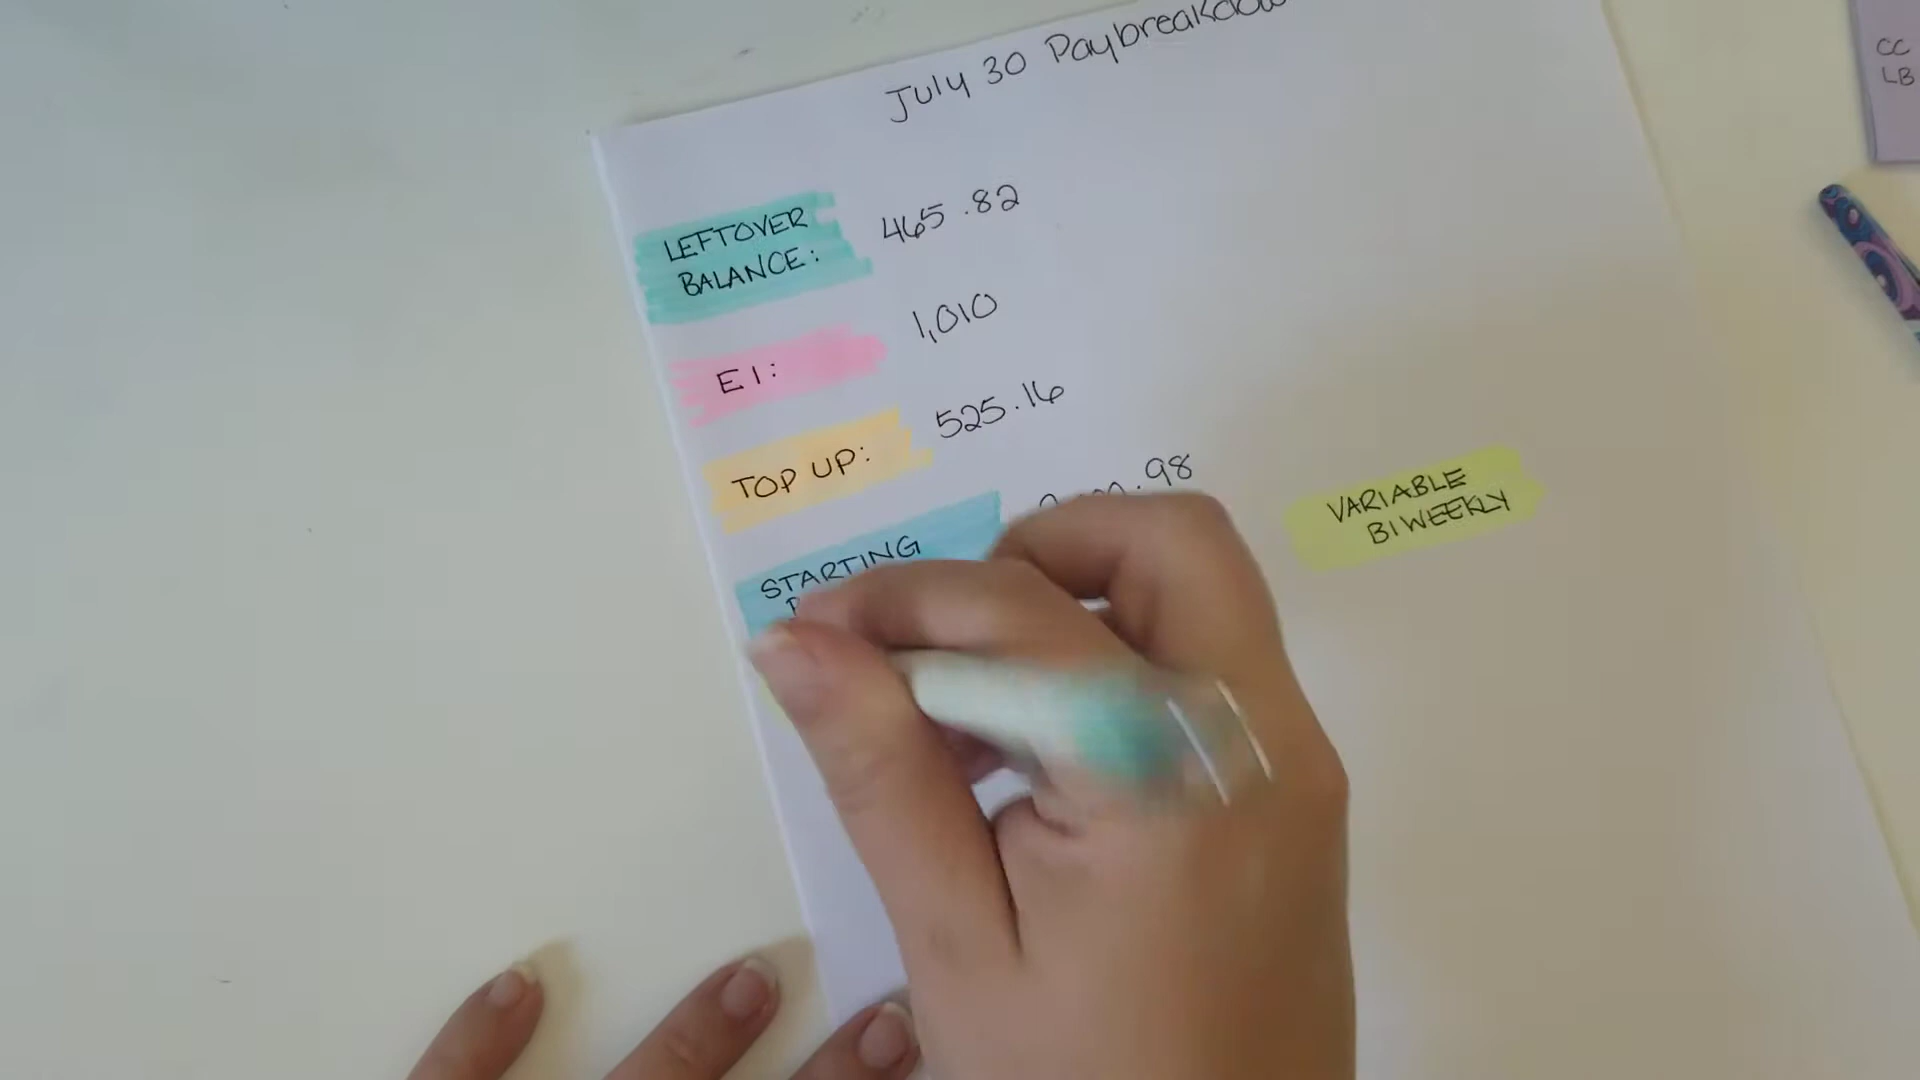 July 30 Paybreakdow
LEFTOVER
BALANCE:
465.82
EI:
1,010
TOP UP:
525.16
STARTING
.98
VARIABLE
BIWEEKLY
CC
LB